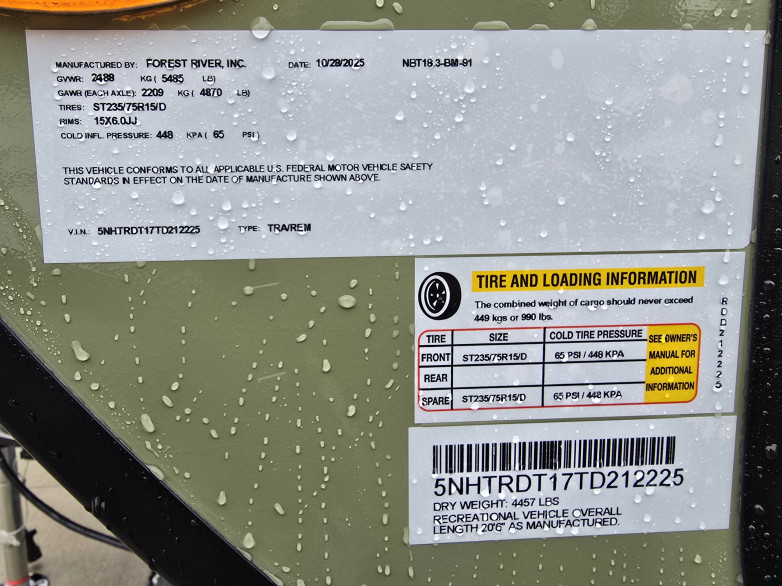 MANUFACTURED BY: FOREST RIVER, INC. DATE: 10/28/2025 NBT18.3-BM-91
GVWR: 2488 KG ( 5485 LB)
GAWR (EACH AXLE): 2209 KG ( 4870 LB)
TIRES: ST235/75R15/D
RIMS: 15X6.0JJ
COLD INFL. PRESSURE: 448 KPA ( 65 PSI )
THIS VEHICLE CONFORMS TO ALL APPLICABLE U.S. FEDERAL MOTOR VEHICLE SAFETY
STANDARDS IN EFFECT ON THE DATE OF MANUFACTURE SHOWN ABOVE.
V.I.N.: 5NHTRDT17TD212225 TYPE: TRA/REM
TIRE AND LOADING INFORMATION
The combined weight of cargo should never exceed
449 kgs or 990 lbs.
TIRE SIZE COLD TIRE PRESSURE
FRONT ST235/75R15/D 65 PSI / 448 KPA
REAR
SPARE ST235/75R15/D 65 PSI / 448 KPA
SEE OWNER'S
MANUAL FOR
ADDITIONAL
INFORMATION
RDD212225
5NHTRDT17TD212225
DRY WEIGHT: 4457 LBS
RECREATIONAL VEHICLE OVERALL
LENGTH 20'6" AS MANUFACTURED.